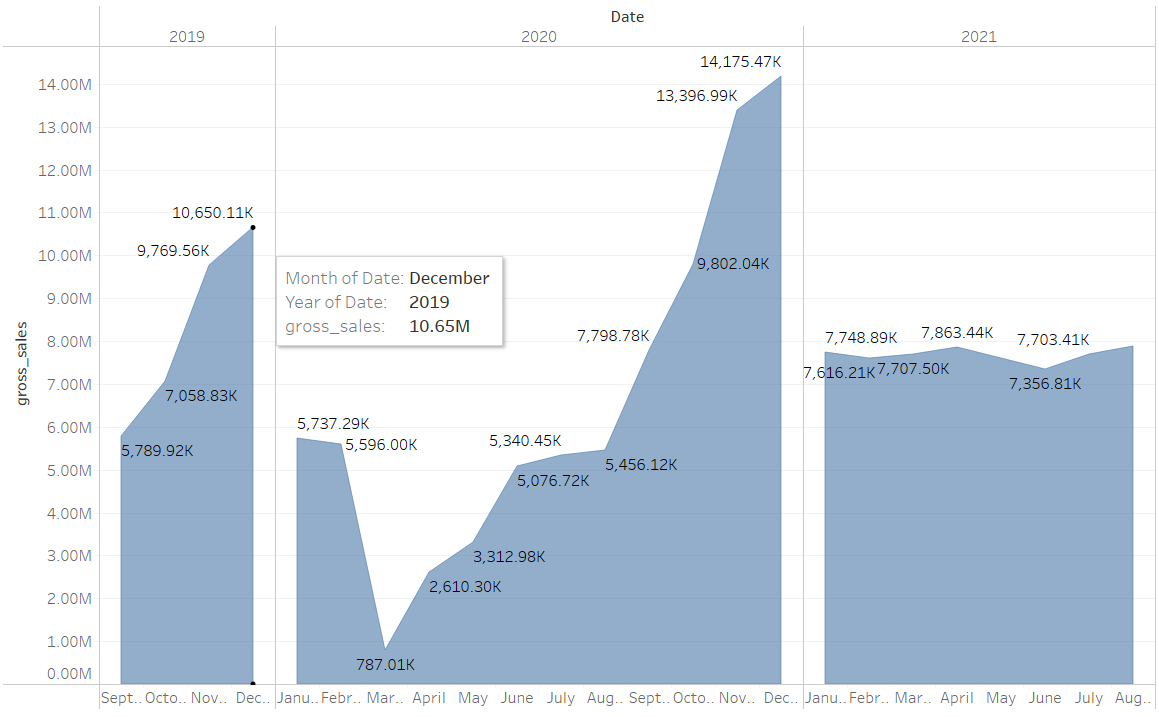 Date
2019 2020 2021
gross_sales
14.00M
13.00M
12.00M
11.00M
10.00M
9.00M
8.00M
7.00M
6.00M
5.00M
4.00M
3.00M
2.00M
1.00M
0.00M
5,789.92K
7,058.83K
9,769.56K
10,650.11K
Month of Date: December
Year of Date: 2019
gross_sales: 10.65M
5,737.29K
5,596.00K
787.01K
2,610.30K
3,312.98K
5,076.72K
5,340.45K
5,456.12K
7,798.78K
9,802.04K
13,396.99K
14,175.47K
7,748.89K
7,616.21K
7,707.50K
7,863.44K
7,356.81K
7,703.41K
Sept.. Octo.. Nov.. Dec.. Janu.. Febr.. Mar.. April May June July Aug.. Sept.. Octo.. Nov.. Dec.. Janu.. Febr.. Mar.. April May June July Aug..